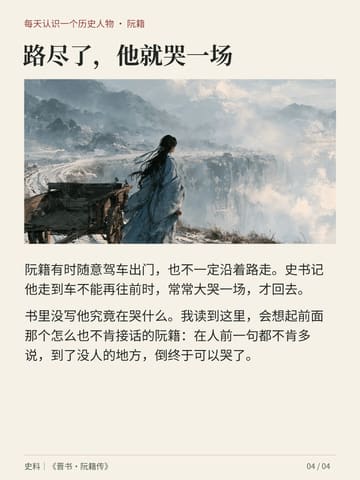 每天认识一个历史人物 · 阮籍
路尽了，他就哭一场
阮籍有时随意驾车出门，也不一定沿着路走。史书记
他走到车不能再往前时，常常大哭一场，才回去。
书里没写他究竟在哭什么。我读到这里，会想起前面
那个怎么也不肯接话的阮籍：在人前一句都不肯多
说，到了没人的地方，倒终于可以哭了。
史料｜《晋书·阮籍传》
04 / 04